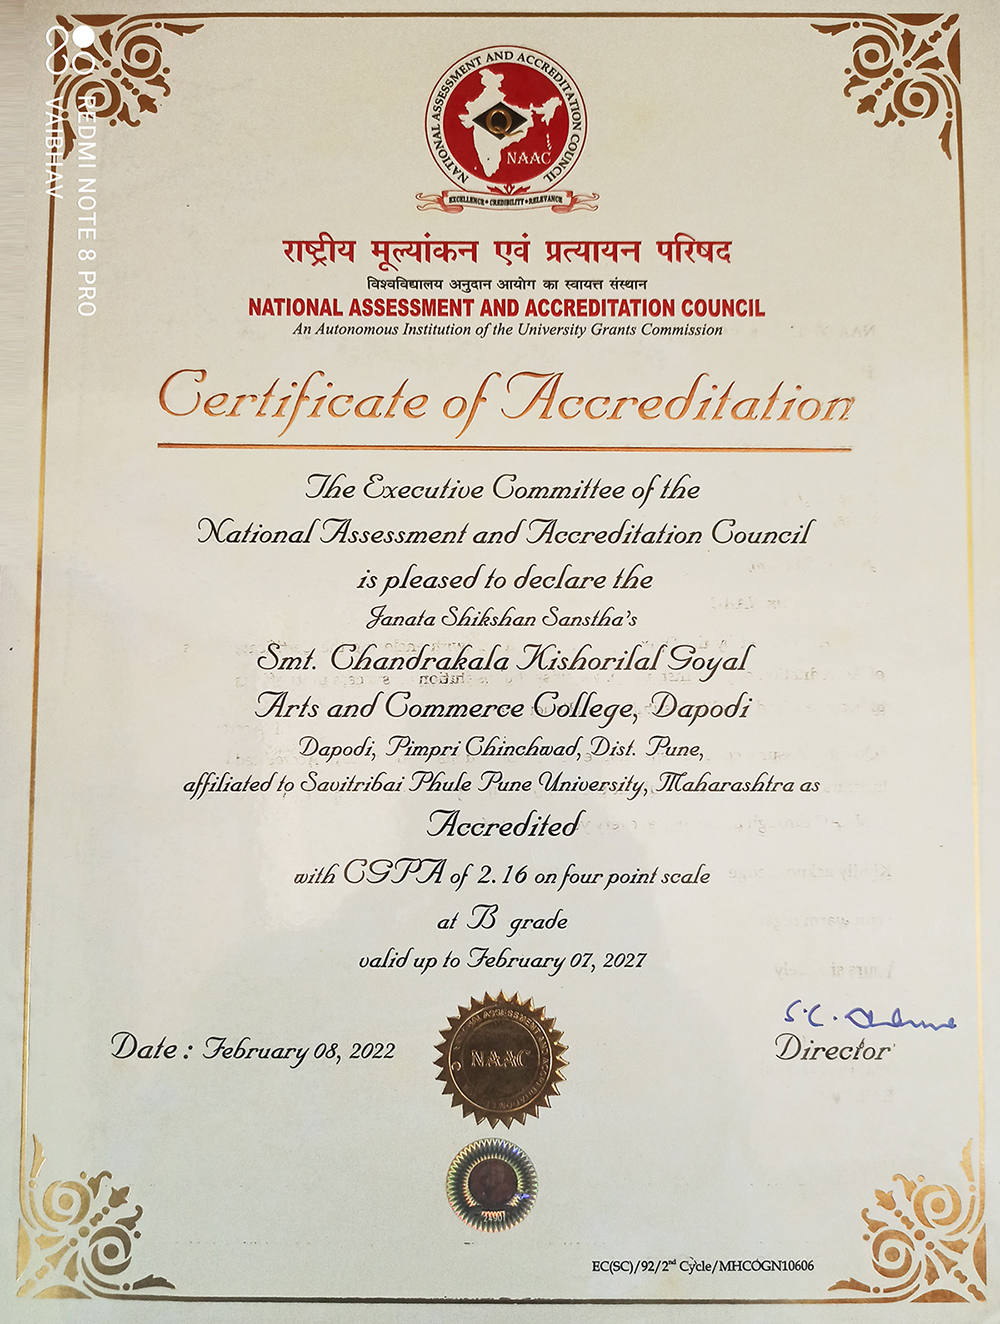 REDMI NOTE 8 PRO
VAIBHAV
NATIONAL ASSESSMENT AND ACCREDITATION COUNCIL
Q
NAAC
EXCELLENCE • CREDIBILITY • RELEVANCE
राष्ट्रीय मूल्यांकन एवं प्रत्यायन परिषद
विश्वविद्यालय अनुदान आयोग का स्वायत्त संस्थान
NATIONAL ASSESSMENT AND ACCREDITATION COUNCIL
An Autonomous Institution of the University Grants Commission
Certificate of Accreditation
The Executive Committee of the
National Assessment and Accreditation Council
is pleased to declare the
Janata Shikshan Sanstha's
Smt. Chandrakala Kishorilal Goyal
Arts and Commerce College, Dapodi
Dapodi, Pimpri Chinchwad, Dist. Pune,
affiliated to Savitribai Phule Pune University, Maharashtra as
Accredited
with CGPA of 2.16 on four point scale
at B grade
valid up to February 07, 2027
Date : February 08, 2022
NAAC
Director
EC(SC)/92/2nd Cycle/MHCOGN10606